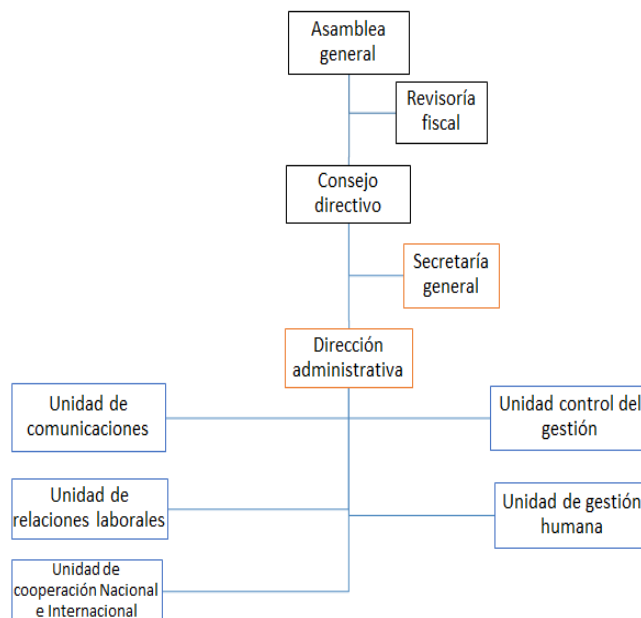 Asamblea
general
Revisoría
fiscal
Consejo
directivo
Secretaría
general
Dirección
administrativa
Unidad de
comunicaciones
Unidad control del
gestión
Unidad de
relaciones laborales
Unidad de gestión
humana
Unidad de
cooperación Nacional
e Internacional